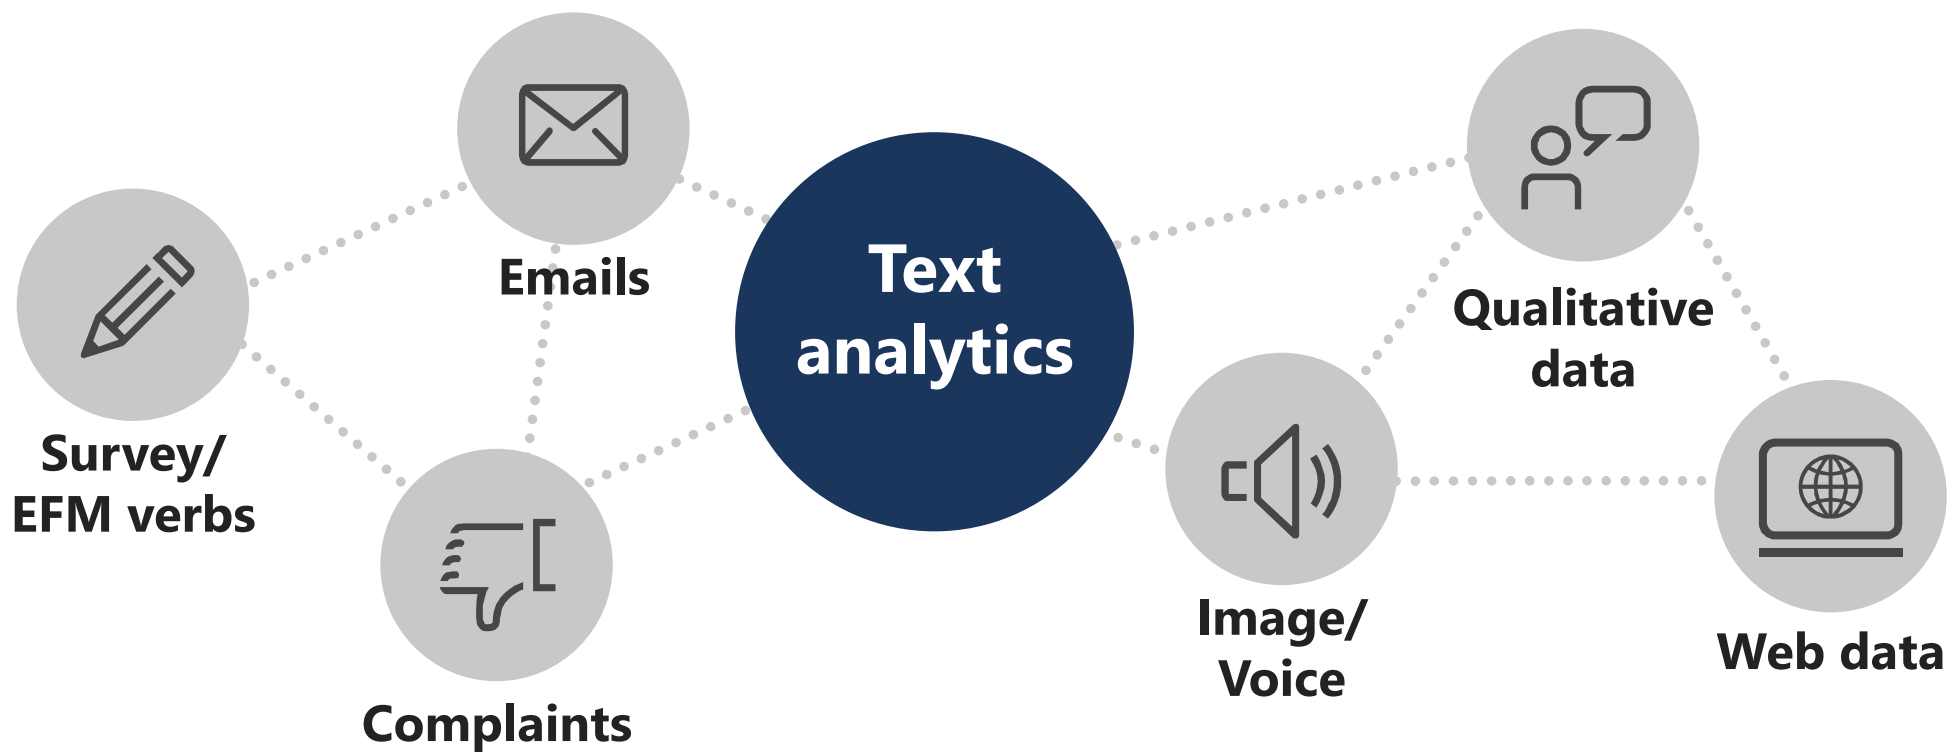 Emails
Survey/
EFM verbs
Complaints
Text
analytics
Qualitative
data
Image/
Voice
Web data